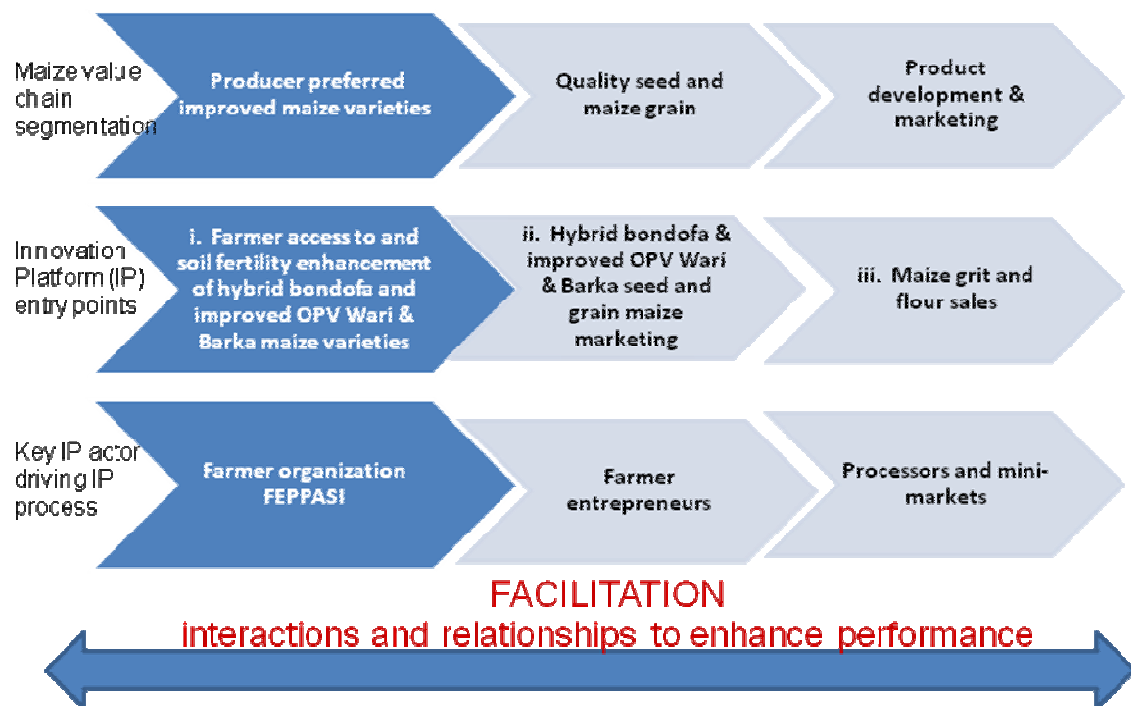 Maize value
chain
segmentation
Producer preferred
improved maize varieties
Quality seed and
maize grain
Product
development &
marketing
Innovation
Platform (IP)
entry points
i. Farmer access to and
soil fertility enhancement
of hybrid bondofa and
improved OPV Wari &
Barka maize varieties
ii. Hybrid bondofa &
improved OPV Wari
& Barka seed and
grain maize
marketing
iii. Maize grit and
flour sales
Key IP actor
driving IP
process
Farmer organization
FEPPASI
Farmer
entrepreneurs
Processors and mini-
markets
FACILITATION
interactions and relationships to enhance performance